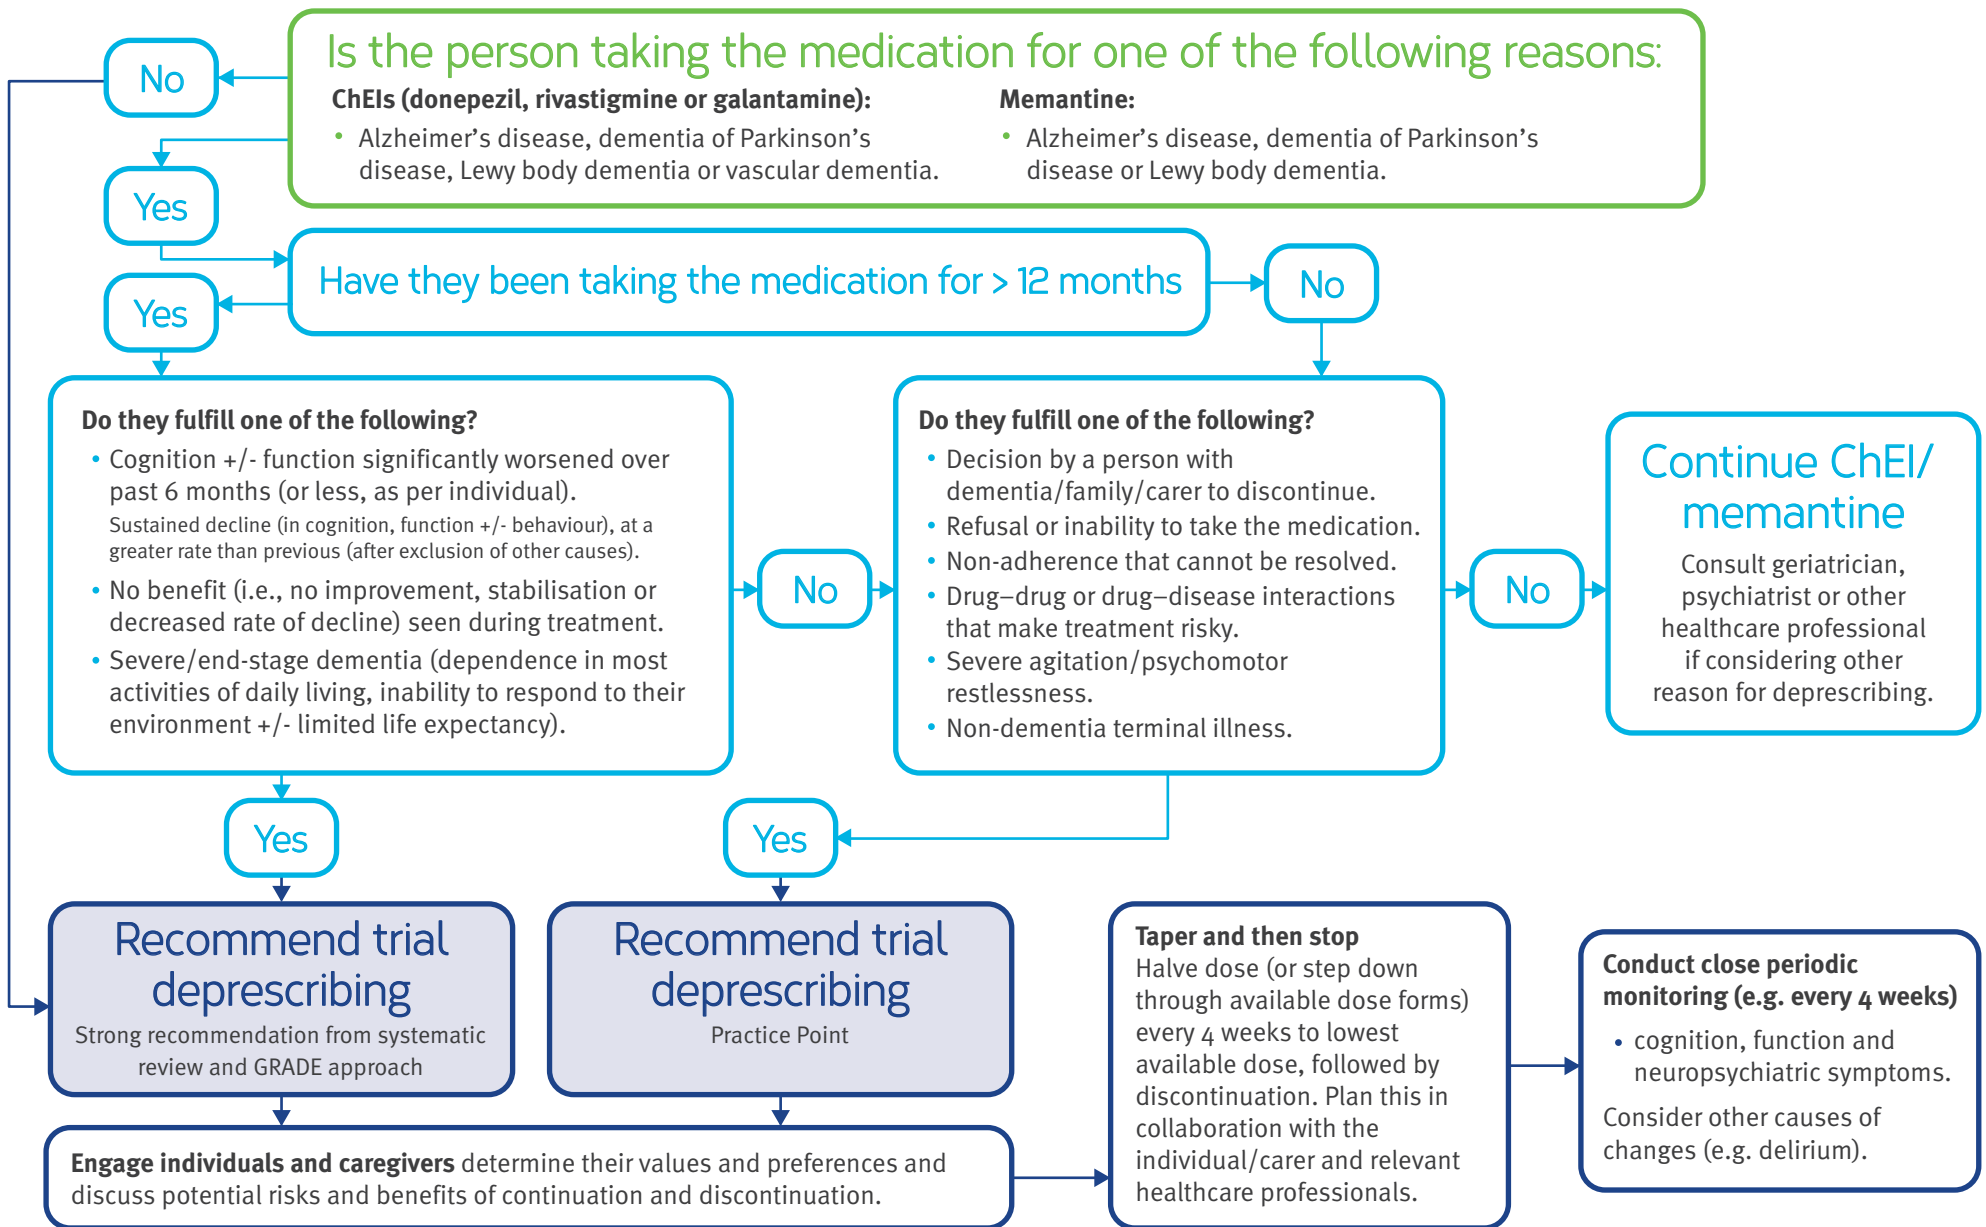 Is the person taking the medication for one of the following reasons:
No
ChEIs (donepezil, rivastigmine or galantamine):
• Alzheimer's disease, dementia of Parkinson's
disease, Lewy body dementia or vascular dementia.
Memantine:
• Alzheimer's disease, dementia of Parkinson's
disease or Lewy body dementia.
Yes
Have they been taking the medication for > 12 months
No
Yes
Do they fulfill one of the following?
• Cognition +/- function significantly worsened over
past 6 months (or less, as per individual).
Sustained decline (in cognition, function +/- behaviour), at a
greater rate than previous (after exclusion of other causes).
• No benefit (i.e., no improvement, stabilisation or
decreased rate of decline) seen during treatment.
• Severe/end-stage dementia (dependence in most
activities of daily living, inability to respond to their
environment +/- limited life expectancy).
No
Do they fulfill one of the following?
• Decision by a person with
dementia/family/carer to discontinue.
• Refusal or inability to take the medication.
• Non-adherence that cannot be resolved.
• Drug–drug or drug–disease interactions
that make treatment risky.
• Severe agitation/psychomotor
restlessness.
• Non-dementia terminal illness.
No
Continue ChEI/
memantine
Consult geriatrician,
psychiatrist or other
healthcare professional
if considering other
reason for deprescribing.
Yes
Yes
Recommend trial
deprescribing
Strong recommendation from systematic
review and GRADE approach
Recommend trial
deprescribing
Practice Point
Engage individuals and caregivers determine their values and preferences and
discuss potential risks and benefits of continuation and discontinuation.
Taper and then stop
Halve dose (or step down
through available dose forms)
every 4 weeks to lowest
available dose, followed by
discontinuation. Plan this in
collaboration with the
individual/carer and relevant
healthcare professionals.
Conduct close periodic
monitoring (e.g. every 4 weeks)
• cognition, function and
neuropsychiatric symptoms.
Consider other causes of
changes (e.g. delirium).